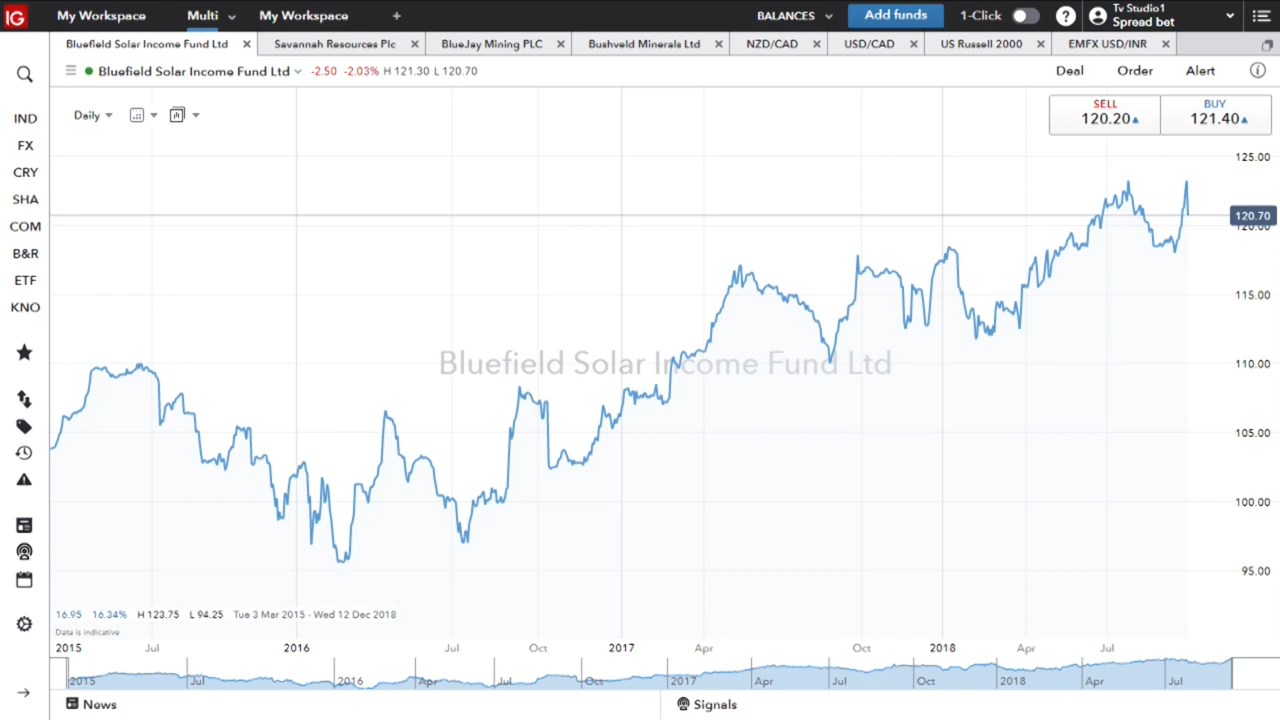 IG My Workspace Multi My Workspace + BALANCES Add funds 1-Click ? Tv Studio1
Spread bet
Bluefield Solar Income Fund Ltd Savannah Resources Plc BlueJay Mining PLC Bushveld Minerals Ltd NZD/CAD USD/CAD US Russell 2000 EMFX USD/INR
Bluefield Solar Income Fund Ltd -2.50 -2.03% H 121.30 L 120.70 Deal Order Alert
Daily
SELL BUY
120.20 121.40
IND
FX
CRY
SHA
COM
B&R
ETF
KNO
125.00
120.70
120.00
115.00
110.00
105.00
100.00
95.00
Bluefield Solar Income Fund Ltd
16.95 16.34% H 123.75 L 94.25 Tue 3 Mar 2015 - Wed 12 Dec 2018
Data is indicative
2015 Jul 2016 Jul Oct 2017 Apr Oct 2018 Apr Jul
2015 Jul 2016 Apr Jul Oct 2017 Apr Jul Oct 2018 Apr Jul
News Signals